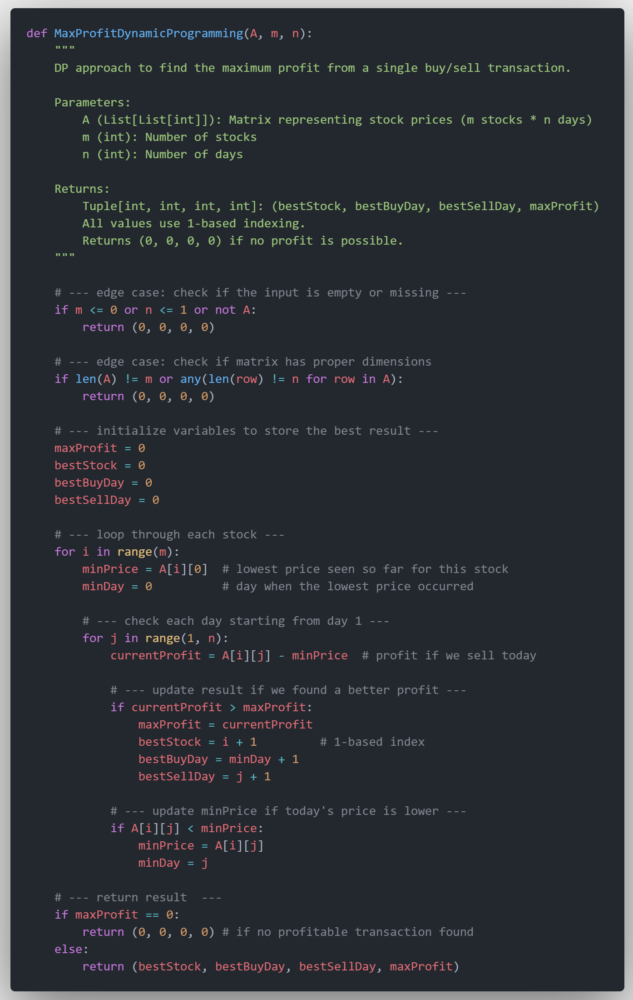 def MaxProfitDynamicProgramming(A, m, n):
    """
    DP approach to find the maximum profit from a single buy/sell transaction.

    Parameters:
        A (List[List[int]]): Matrix representing stock prices (m stocks * n days)
        m (int): Number of stocks
        n (int): Number of days

    Returns:
        Tuple[int, int, int, int]: (bestStock, bestBuyDay, bestSellDay, maxProfit)
        All values use 1-based indexing.
        Returns (0, 0, 0, 0) if no profit is possible.
    """

    # --- edge case: check if the input is empty or missing ---
    if m <= 0 or n <= 1 or not A:
        return (0, 0, 0, 0)

    # --- edge case: check if matrix has proper dimensions
    if len(A) != m or any(len(row) != n for row in A):
        return (0, 0, 0, 0)

    # --- initialize variables to store the best result ---
    maxProfit = 0
    bestStock = 0
    bestBuyDay = 0
    bestSellDay = 0

    # --- loop through each stock ---
    for i in range(m):
        minPrice = A[i][0]  # lowest price seen so far for this stock
        minDay = 0          # day when the lowest price occurred

        # --- check each day starting from day 1 ---
        for j in range(1, n):
            currentProfit = A[i][j] - minPrice  # profit if we sell today

            # --- update result if we found a better profit ---
            if currentProfit > maxProfit:
                maxProfit = currentProfit
                bestStock = i + 1         # 1-based index
                bestBuyDay = minDay + 1
                bestSellDay = j + 1

            # --- update minPrice if today's price is lower ---
            if A[i][j] < minPrice:
                minPrice = A[i][j]
                minDay = j

    # --- return result  ---
    if maxProfit == 0:
        return (0, 0, 0, 0) # if no profitable transaction found
    else:
        return (bestStock, bestBuyDay, bestSellDay, maxProfit)